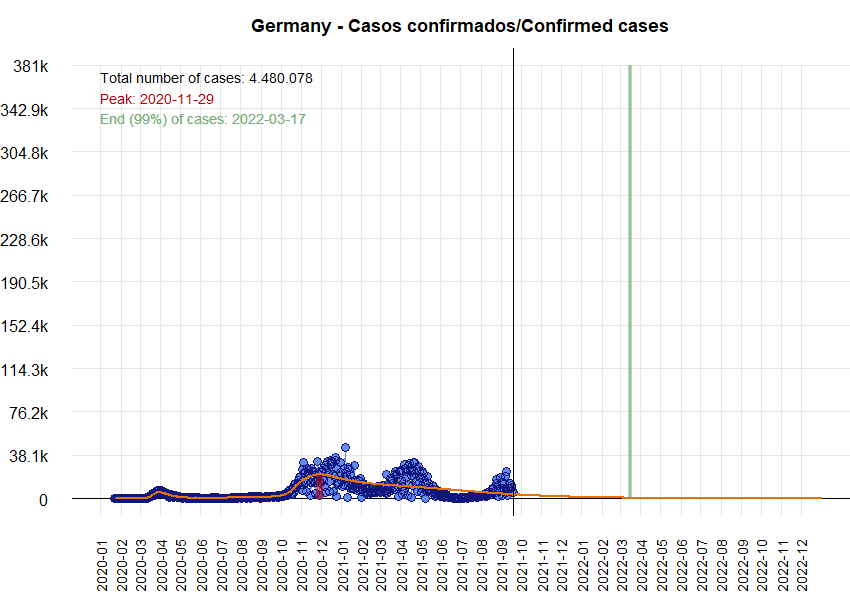 Germany - Casos confirmados/Confirmed cases
Total number of cases: 4.480.078
Peak: 2020-11-29
End (99%) of cases: 2022-03-17
381k
342.9k
304.8k
266.7k
228.6k
190.5k
152.4k
114.3k
76.2k
38.1k
0
2020-01
2020-02
2020-03
2020-04
2020-05
2020-06
2020-07
2020-08
2020-09
2020-10
2020-11
2020-12
2021-01
2021-02
2021-03
2021-04
2021-05
2021-06
2021-07
2021-08
2021-09
2021-10
2021-11
2021-12
2022-01
2022-02
2022-03
2022-04
2022-05
2022-06
2022-07
2022-08
2022-09
2022-10
2022-11
2022-12